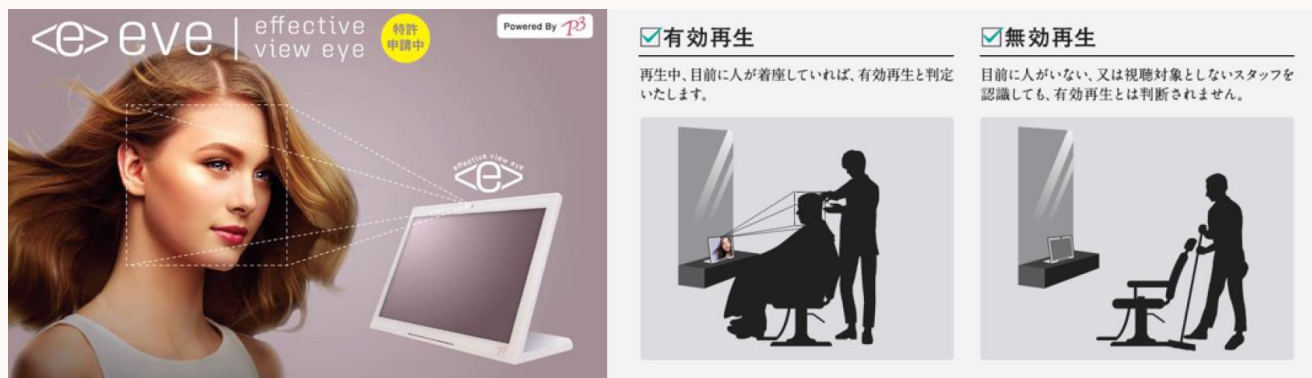 <e> eve
effective
view eye
特許
申請中
Powered By P3
effective view eye
<e>
P3
有効再生
再生中、目前に人が着座していれば、有効再生と判定
いたします。
無効再生
目前に人がいない、又は視聴対象としないスタッフを
認識しても、有効再生とは判断されません。